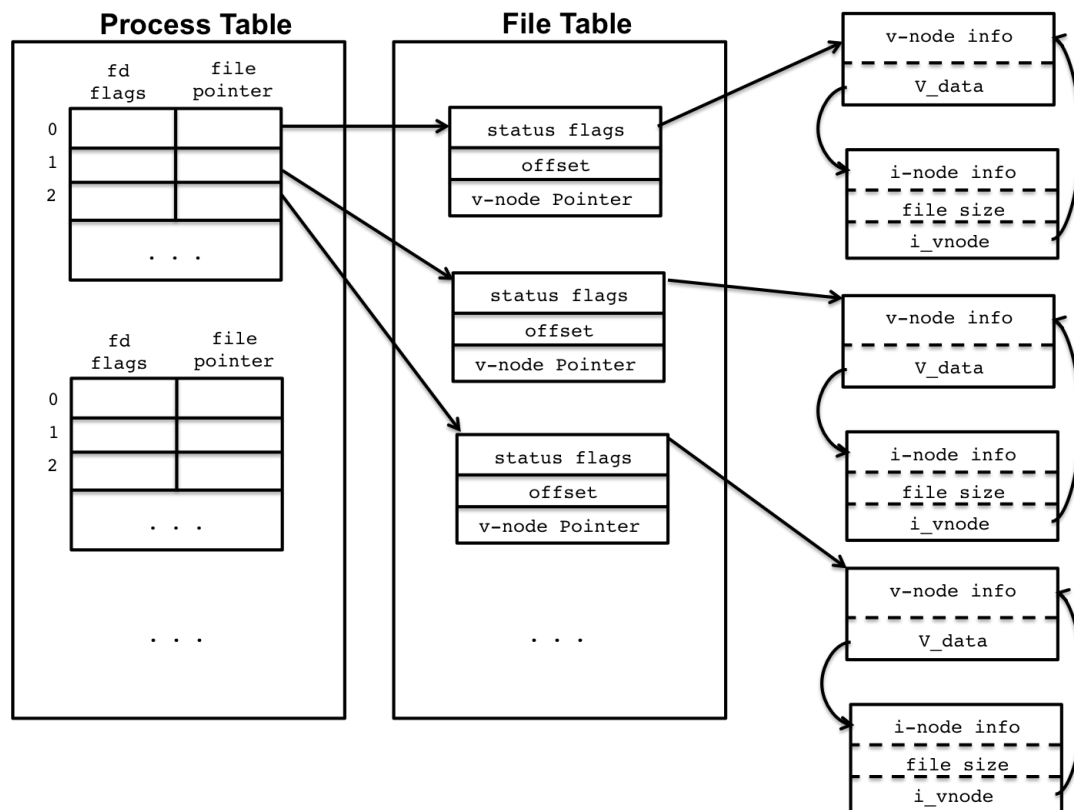 Process Table
fd flags
file pointer
0
1
2
. . .
fd flags
file pointer
0
1
2
. . .
. . .
File Table
status flags
offset
v-node Pointer
status flags
offset
v-node Pointer
status flags
offset
v-node Pointer
. . .
v-node info
V_data
i-node info
file size
i_vnode
v-node info
V_data
i-node info
file size
i_vnode
v-node info
V_data
i-node info
file size
i_vnode